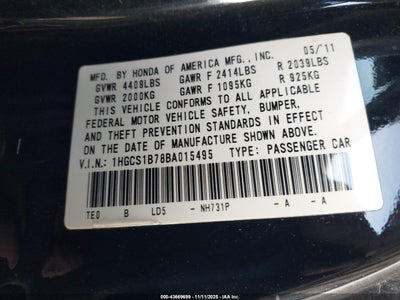 MFD. BY HONDA OF AMERICA MFG., INC. 05/11
GVWR 4409LBS GAWR F 2414LBS R 2039LBS
GVWR 2000KG GAWR F 1095KG R 925KG
THIS VEHICLE CONFORMS TO ALL APPLICABLE
FEDERAL MOTOR VEHICLE SAFETY, BUMPER,
AND THEFT PREVENTION STANDARDS IN EFFECT
ON THE DATE OF MANUFACTURE SHOWN ABOVE.
V.I.N.: 1HGCS1B78BA015495 TYPE: PASSENGER CAR
TE0 B LD5 - NH731P - A - A
000-43669699 - 11/11/2025 - IAA Inc.